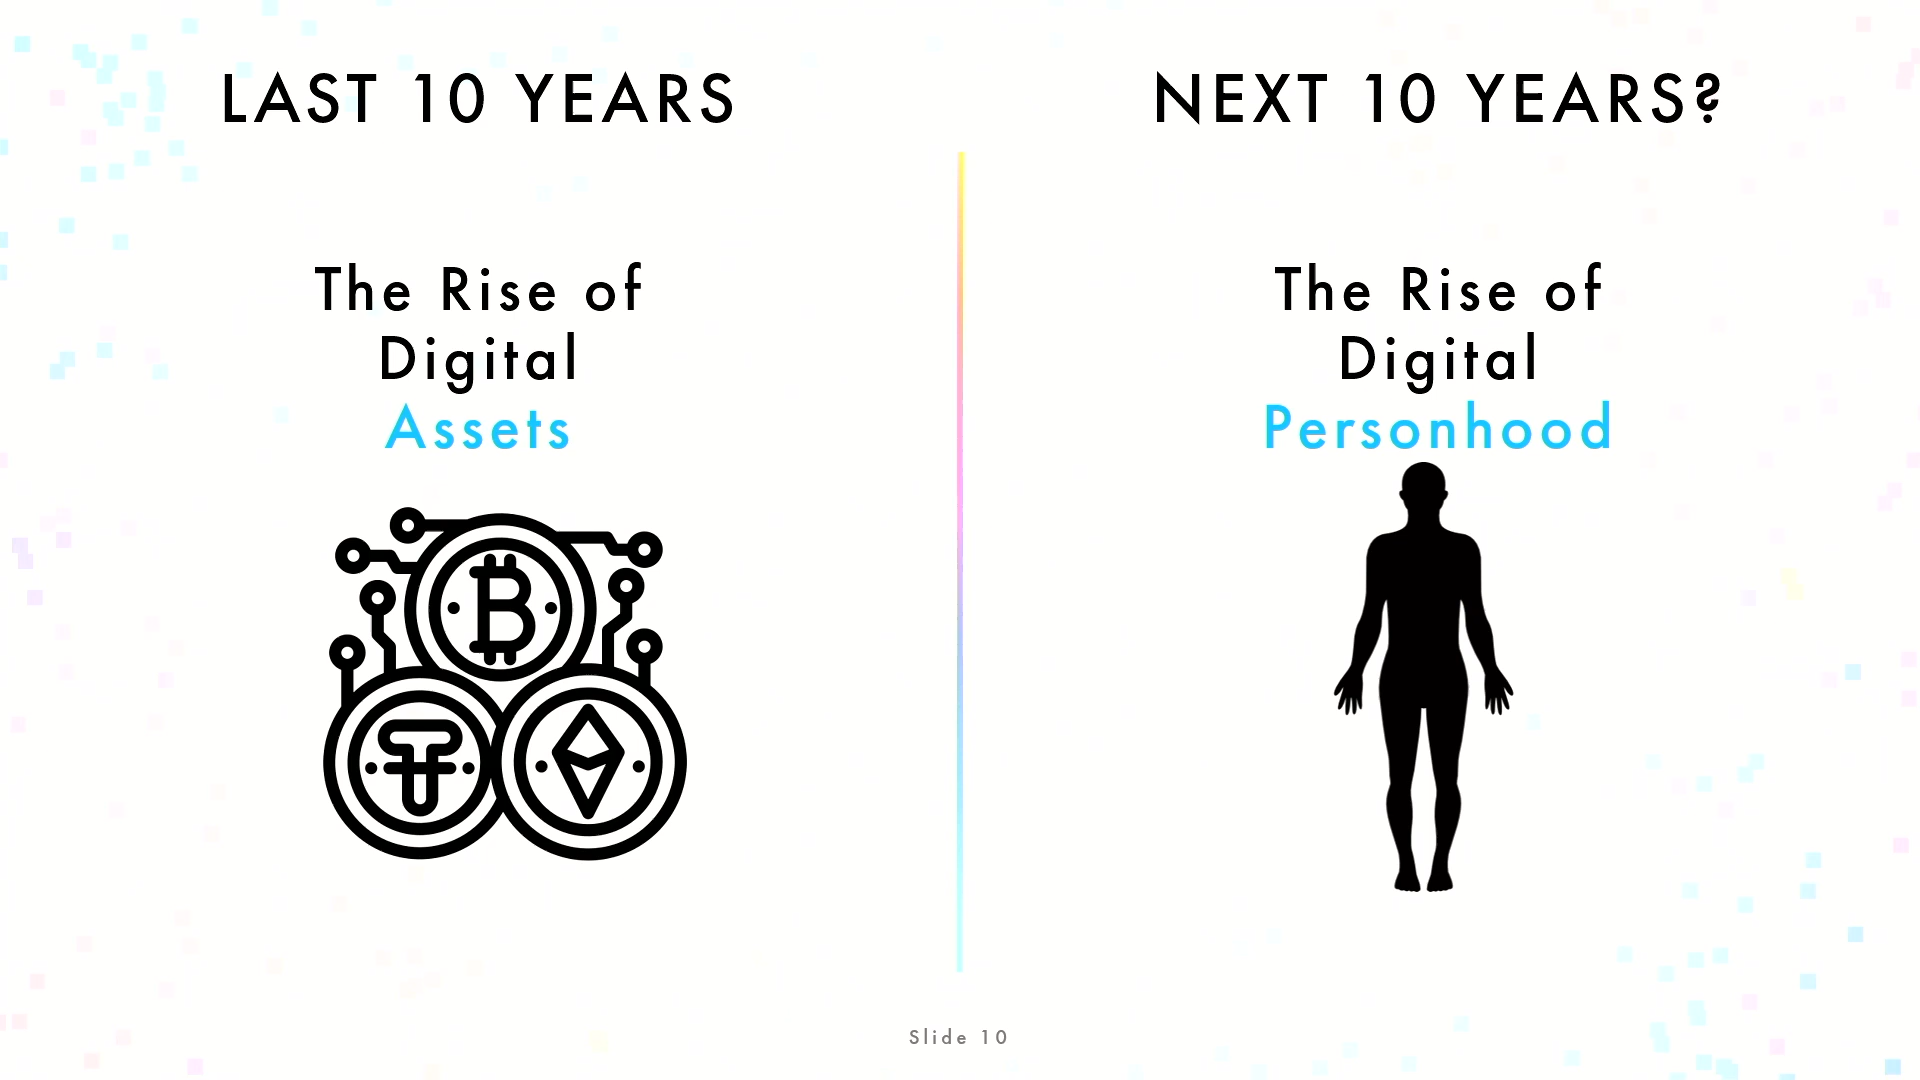 LAST 10 YEARS
The Rise of
Digital
Assets
NEXT 10 YEARS?
The Rise of
Digital
Personhood
Slide 10